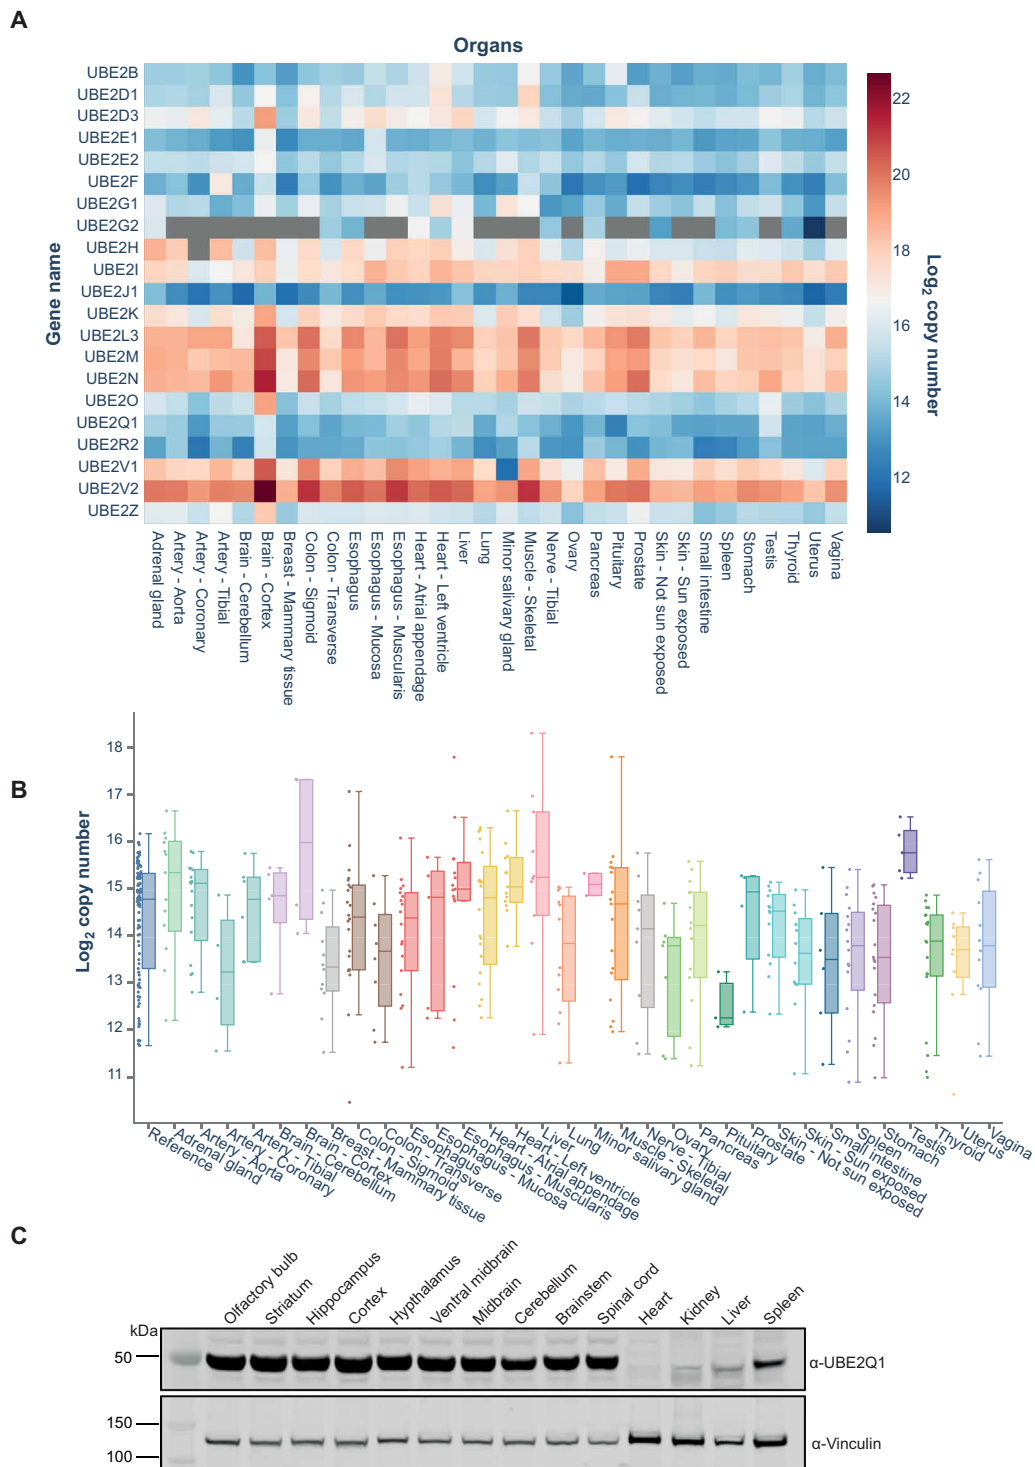 A
Organs
Gene name
UBE2B
UBE2D1
UBE2D3
UBE2E1
UBE2E2
UBE2F
UBE2G1
UBE2G2
UBE2H
UBE2I
UBE2J1
UBE2K
UBE2L3
UBE2M
UBE2N
UBE2O
UBE2Q1
UBE2R2
UBE2V1
UBE2V2
UBE2Z
22
20
18
16
14
12
Log2 copy number
Adrenal gland
Artery - Aorta
Artery - Coronary
Artery - Tibial
Brain - Cerebellum
Brain - Cortex
Breast - Mammary tissue
Colon - Sigmoid
Colon - Transverse
Esophagus
Esophagus - Mucosa
Esophagus - Muscularis
Heart - Atrial appendage
Heart - Left ventricle
Liver
Lung
Minor salivary gland
Muscle - Skeletal
Nerve - Tibial
Ovary
Pancreas
Pituitary
Prostate
Skin - Not sun exposed
Skin - Sun exposed
Small intestine
Spleen
Stomach
Testis
Thyroid
Uterus
Vagina
B
Log2 copy number
18
17
16
15
14
13
12
11
Reference
Adrenal gland
Artery - Aorta
Artery - Coronary
Artery - Tibial
Brain - Cerebellum
Brain - Cortex
Breast - Mammary tissue
Colon - Sigmoid
Colon - Transverse
Esophagus
Esophagus - Mucosa
Esophagus - Muscularis
Heart - Atrial appendage
Heart - Left ventricle
Liver
Lung
Minor salivary gland
Muscle - Skeletal
Nerve - Tibial
Ovary
Pancreas
Pituitary
Prostate
Skin - Not sun exposed
Skin - Sun exposed
Small intestine
Spleen
Stomach
Testis
Thyroid
Uterus
Vagina
C
Olfactory bulb
Striatum
Hippocampus
Cortex
Hypthalamus
Ventral midbrain
Midbrain
Cerebellum
Brainstem
Spinal cord
Heart
Kidney
Liver
Spleen
kDa
50
α-UBE2Q1
150
100
α-Vinculin